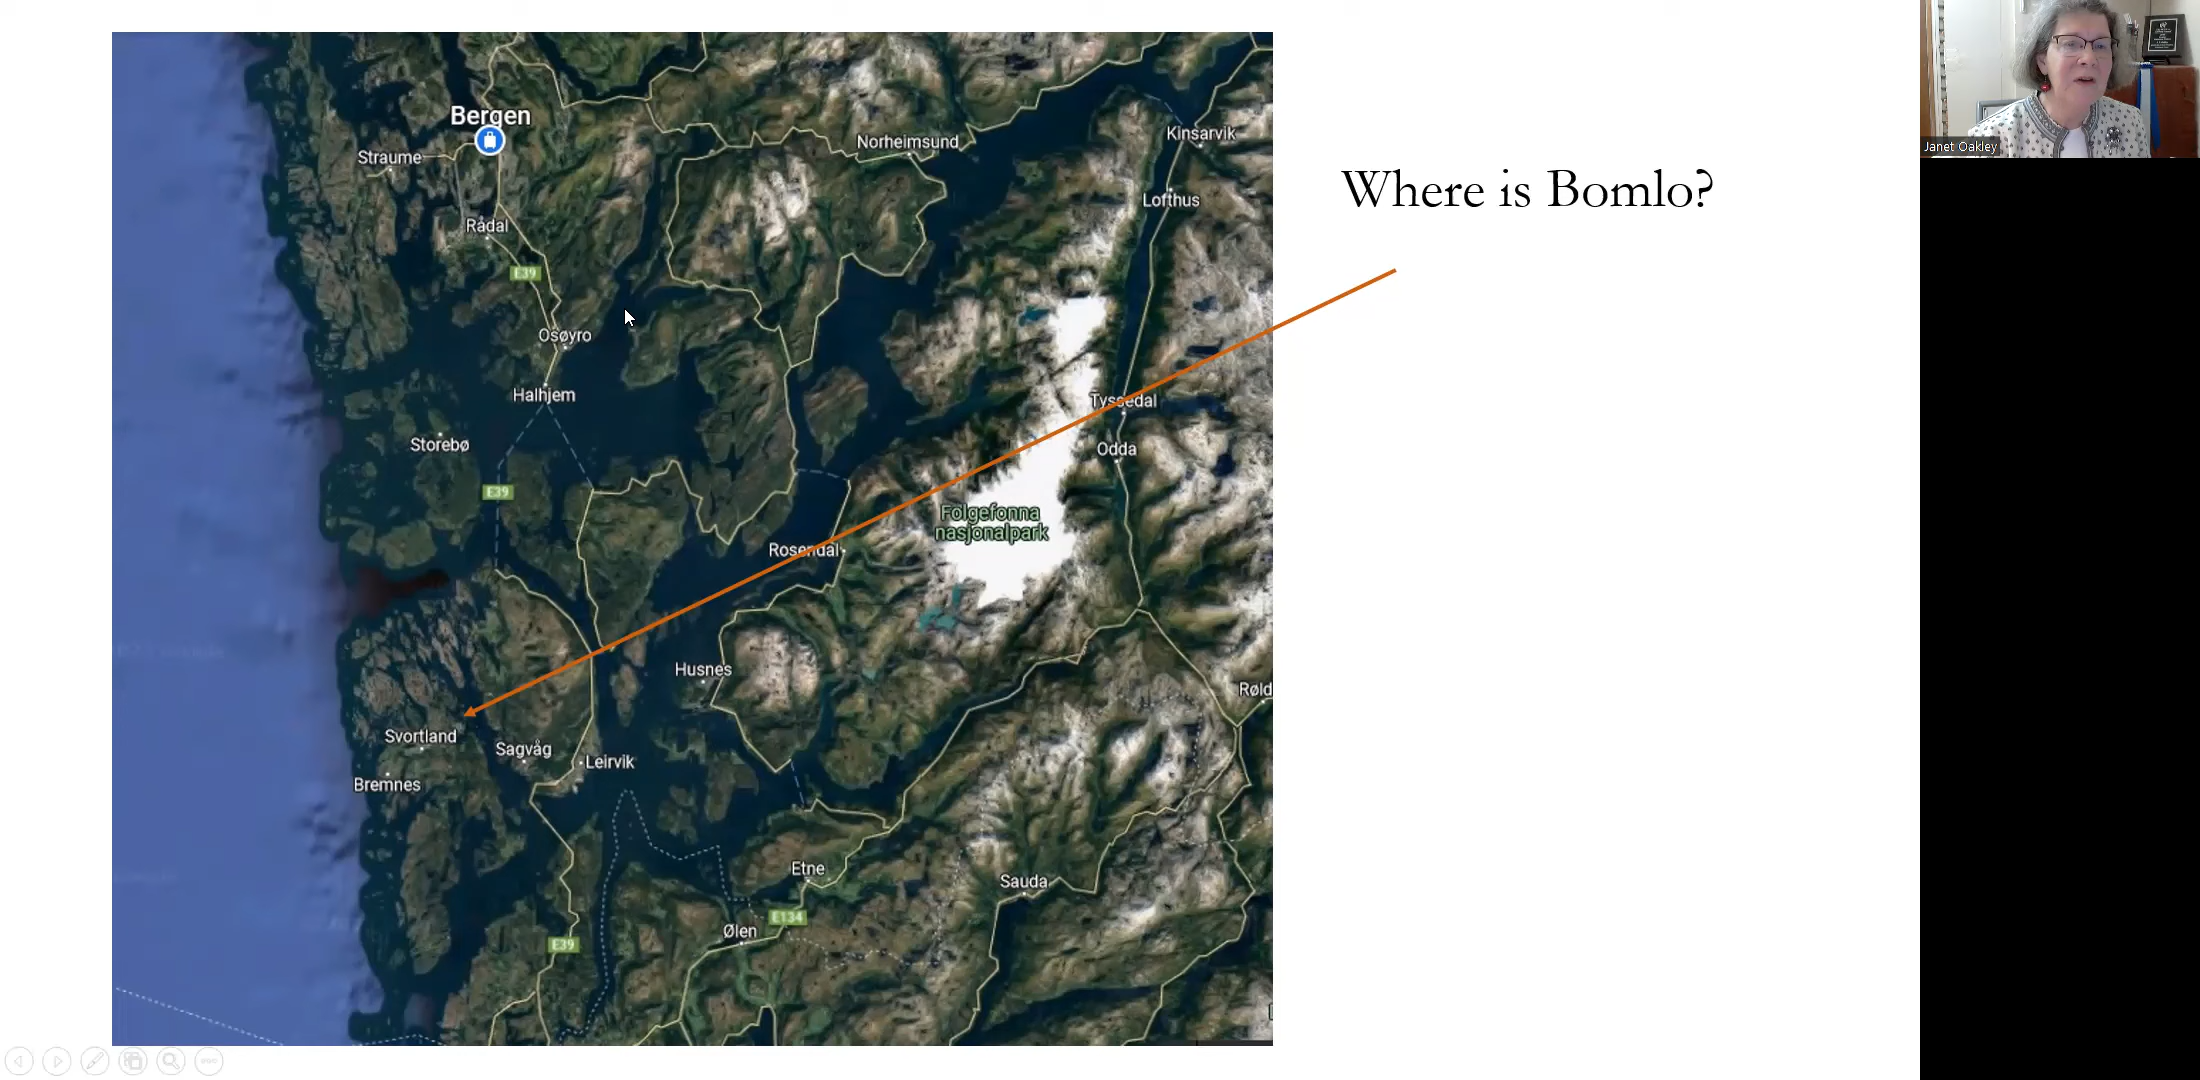 Bergen
Straume
Norheimsund
Kinsarvik
Lofthus
Rådal
E39
Osøyro
Halhjem
Tyssedal
Storebø
Odda
E39
Folgefonna
nasjonalpark
Rosendal
Husnes
Røld
Svortland
Sagvåg
Leirvik
Bremnes
Etne
Sauda
E134
Ølen
E39
Where is Bomlo?
Janet Oakley